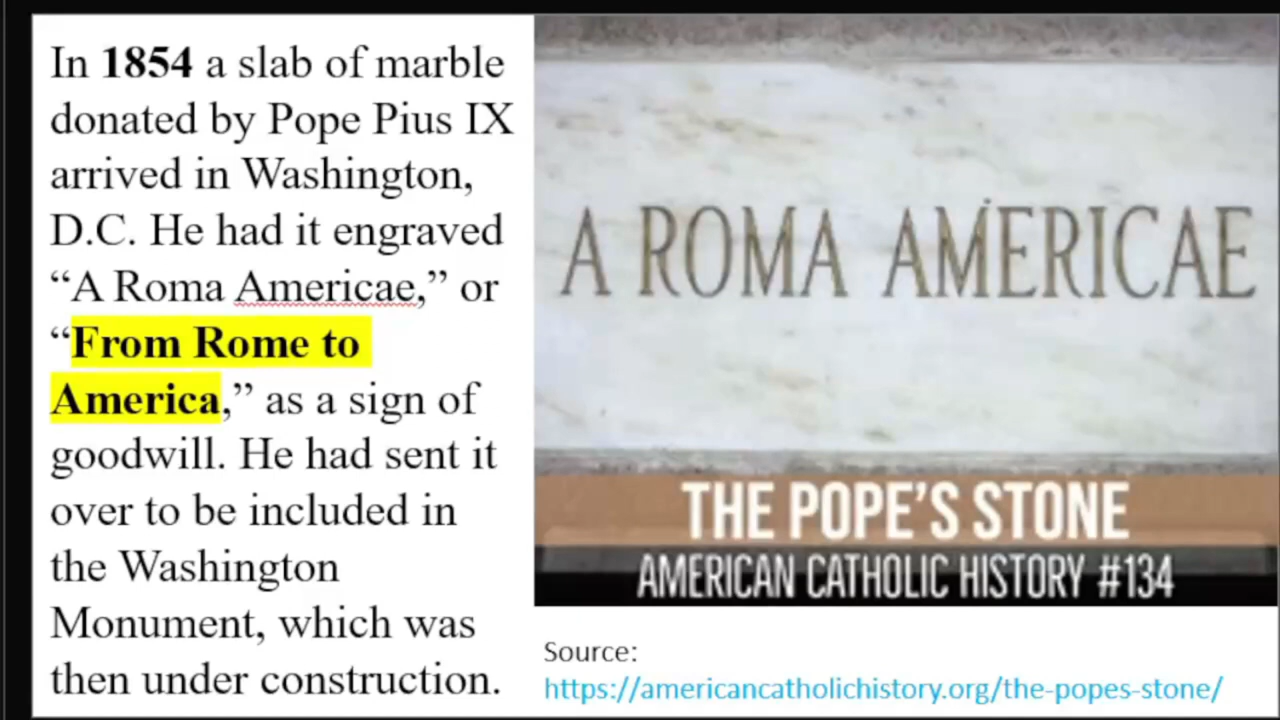 In 1854 a slab of marble
donated by Pope Pius IX
arrived in Washington,
D.C. He had it engraved
“A Roma Americae,” or
“From Rome to
America,” as a sign of
goodwill. He had sent it
over to be included in
the Washington
Monument, which was
then under construction.
A ROMA AMERICAE
THE POPE’S STONE
AMERICAN CATHOLIC HISTORY #134
Source:
https://americancatholichistory.org/the-popes-stone/